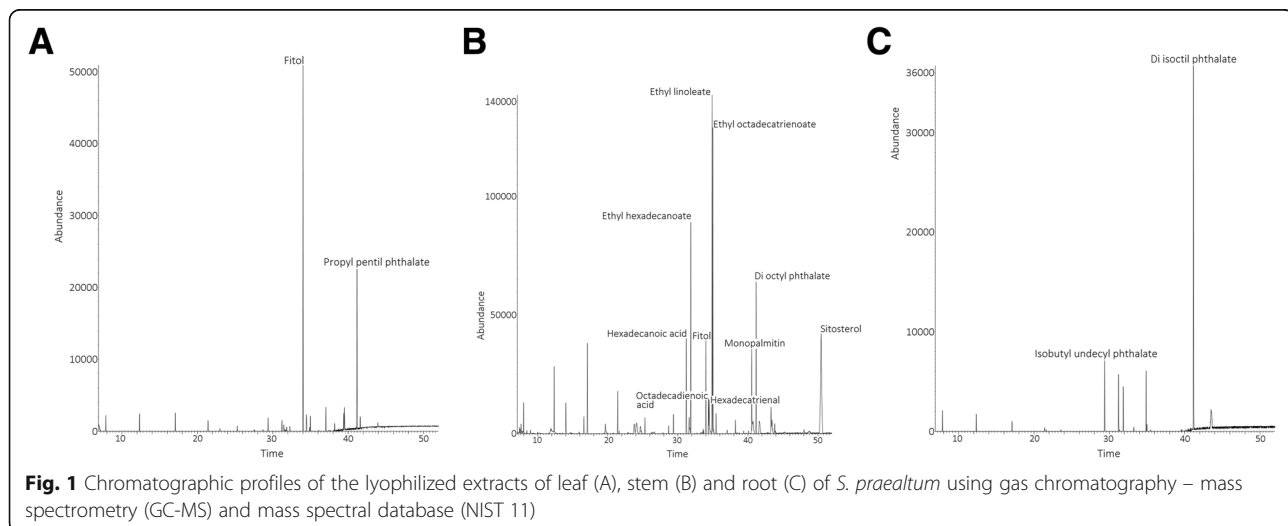 A
Fitol
50000
40000
30000
20000
10000
0
Abundance
Propyl pentil phthalate
10 20 30 40 50
Time
B
Ethyl linoleate
140000
Ethyl octadecatrienoate
100000
Ethyl hexadecanoate
Di octyl phthalate
50000
Abundance
Hexadecanoic acid
Fitol
Sitosterol
Monopalmitin
Octadecadienoic
acid
Hexadecatrienal
0
10 20 30 40 50
Time
C
Di isoctil phthalate
36000
30000
Abundance
20000
10000
Isobutyl undecyl phthalate
0
10 20 30 40 50
Time
Fig. 1 Chromatographic profiles of the lyophilized extracts of leaf (A), stem (B) and root (C) of S. praealtum using gas chromatography – mass
spectrometry (GC-MS) and mass spectral database (NIST 11)